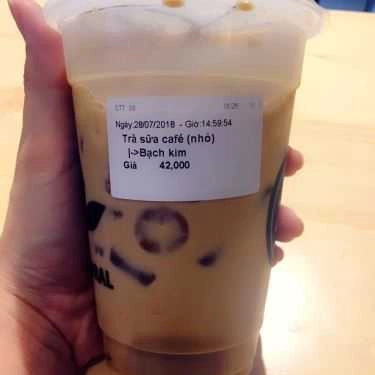 Ngày:28/07/2018 - Giờ:14:59:54
Trà sữa café (nhỏ)
|->Bạch kim
Giá 42,000